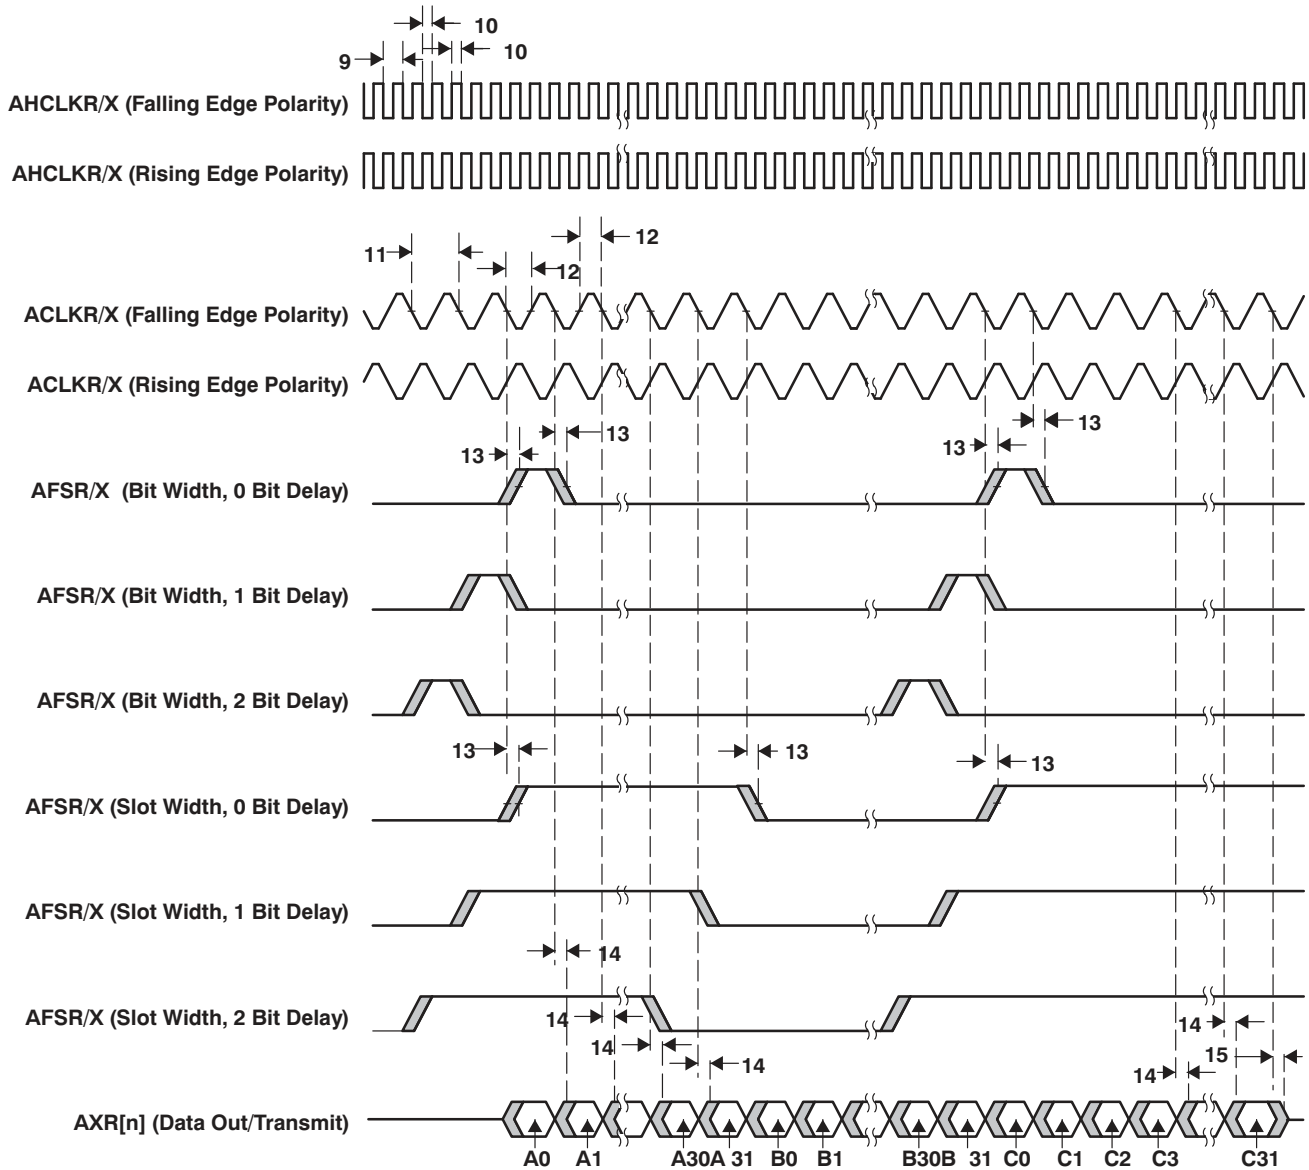 10
10
9
AHCLKR/X (Falling Edge Polarity)
AHCLKR/X (Rising Edge Polarity)
12
11
12
ACLKR/X (Falling Edge Polarity)
ACLKR/X (Rising Edge Polarity)
13
13
13
13
AFSR/X (Bit Width, 0 Bit Delay)
AFSR/X (Bit Width, 1 Bit Delay)
AFSR/X (Bit Width, 2 Bit Delay)
13
13
13
AFSR/X (Slot Width, 0 Bit Delay)
AFSR/X (Slot Width, 1 Bit Delay)
14
AFSR/X (Slot Width, 2 Bit Delay)
14
14
14
14
14
15
AXR[n] (Data Out/Transmit)
A0 A1 A30 A 31 B0 B1 B30 B 31 C0 C1 C2 C3 C31